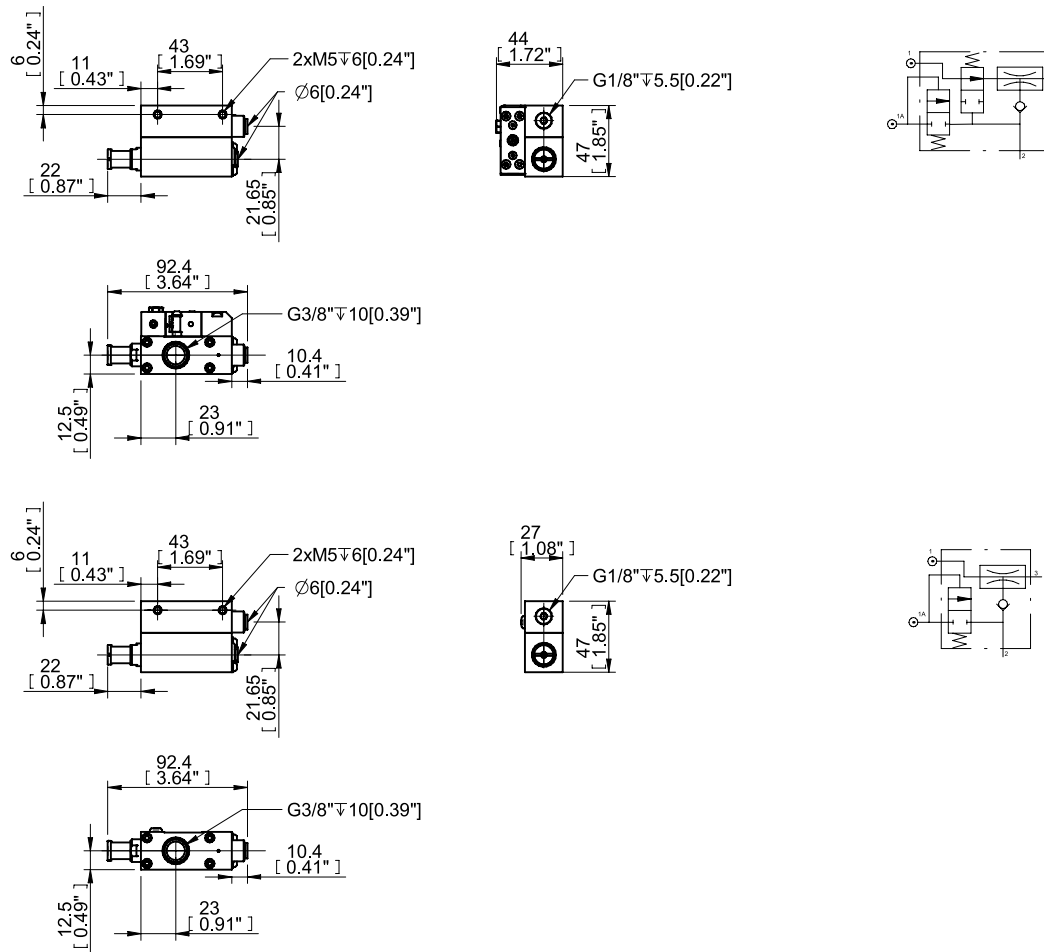 6
[ 0.24" ]
11
[ 0.43" ]
43
[ 1.69" ]
2xM5↧6[0.24"]
∅6[0.24"]
22
[ 0.87" ]
21.65
[ 0.85" ]
44
[ 1.72" ]
G1/8"↧5.5[0.22"]
47
[ 1.85" ]
1
1A
2
92.4
[ 3.64" ]
G3/8"↧10[0.39"]
10.4
[ 0.41" ]
12.5
[ 0.49" ]
23
[ 0.91" ]
6
[ 0.24" ]
11
[ 0.43" ]
43
[ 1.69" ]
2xM5↧6[0.24"]
∅6[0.24"]
22
[ 0.87" ]
21.65
[ 0.85" ]
27
[ 1.08" ]
G1/8"↧5.5[0.22"]
47
[ 1.85" ]
1
3
1A
2
92.4
[ 3.64" ]
G3/8"↧10[0.39"]
10.4
[ 0.41" ]
12.5
[ 0.49" ]
23
[ 0.91" ]